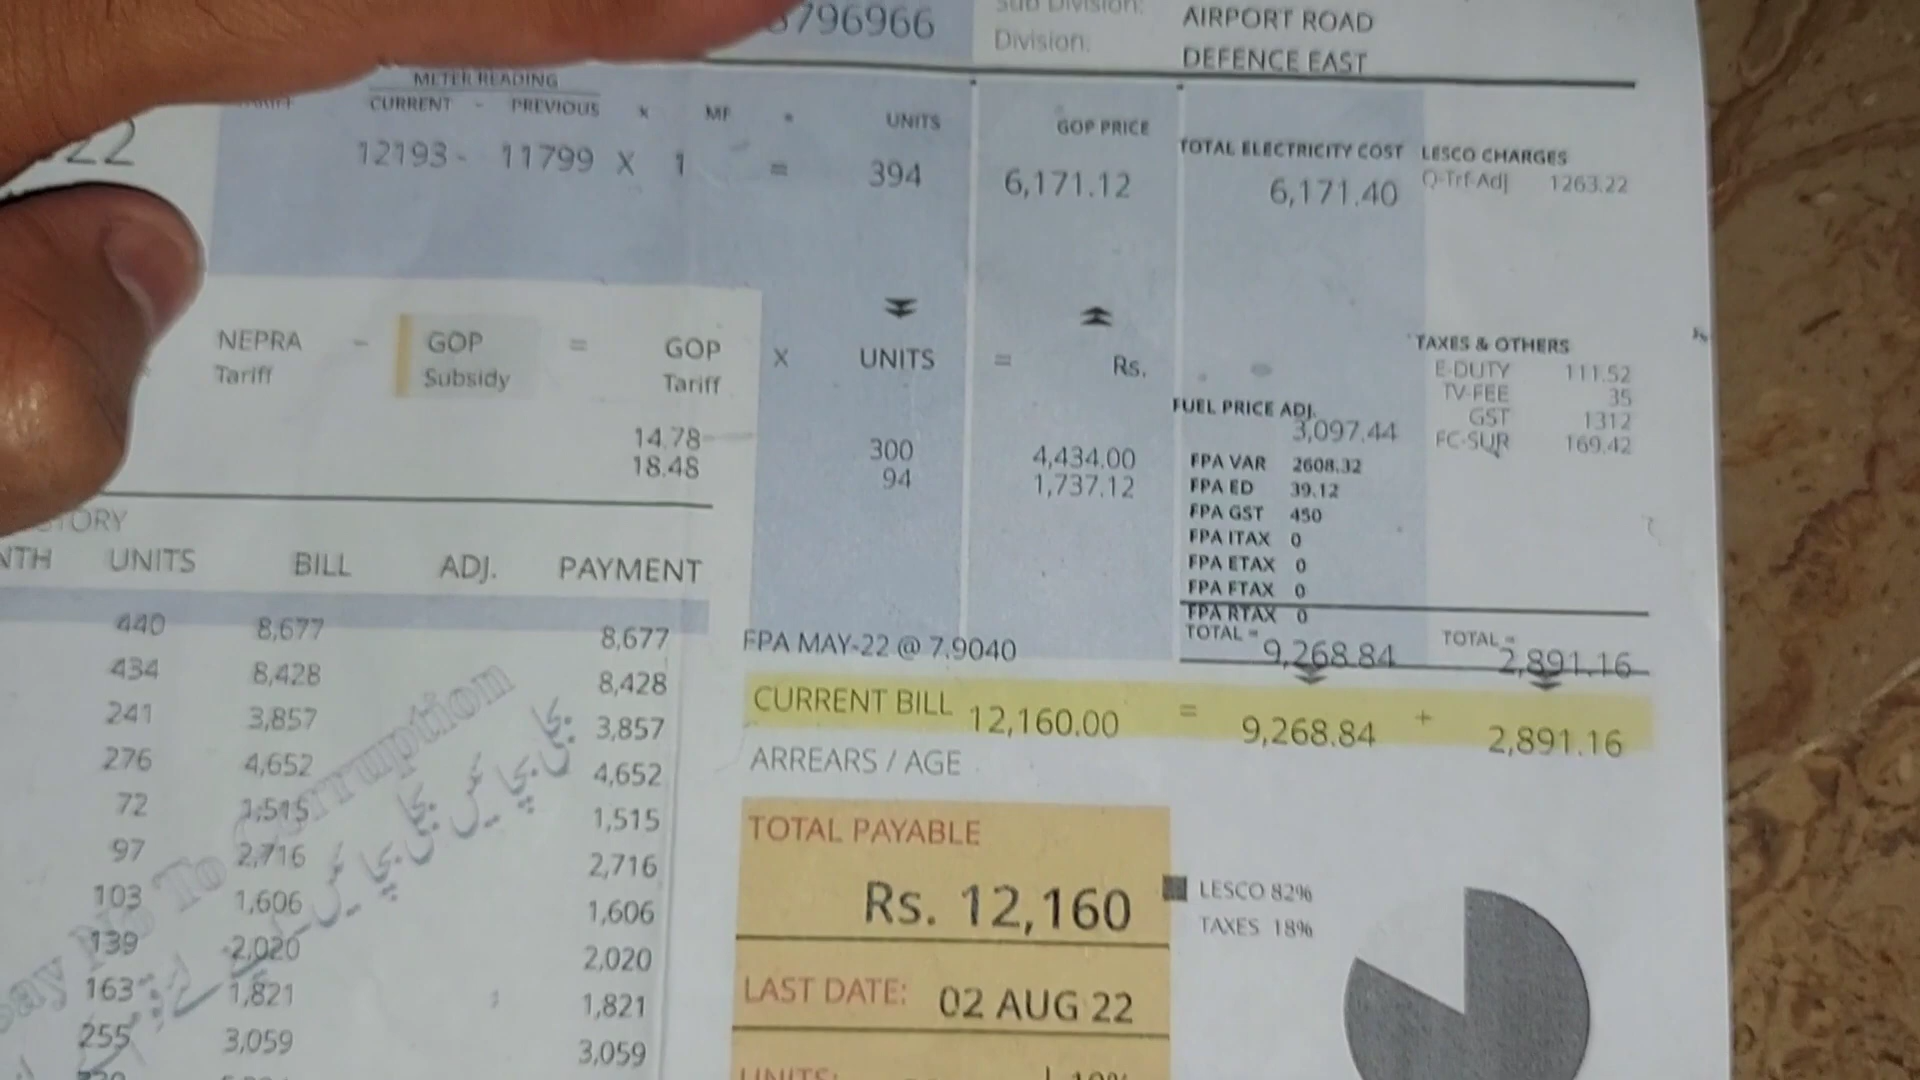 796966
Sub Division: AIRPORT ROAD
Division: DEFENCE EAST
METER READING
CURRENT - PREVIOUS x MF = UNITS GOP PRICE TOTAL ELECTRICITY COST LESCO CHARGES
22 12193 - 11799 X 1 = 394 6,171.12 6,171.40 Q-Trf-Adj 1263.22
NEPRA Tariff - GOP Subsidy = GOP Tariff X UNITS = Rs.
14.78 300 4,434.00
18.48 94 1,737.12
TAXES & OTHERS
E-DUTY 111.52
TV-FEE 35
GST 1312
FC-SUR 169.42
FUEL PRICE ADJ.
3,097.44
FPA VAR 2608.32
FPA ED 39.12
FPA GST 450
FPA ITAX 0
FPA ETAX 0
FPA FTAX 0
FPA RTAX 0
TOTAL = 9,268.84 TOTAL = 2,891.16
FPA MAY-22 @ 7.9040
CURRENT BILL 12,160.00 = 9,268.84 + 2,891.16
ARREARS / AGE
TOTAL PAYABLE
Rs. 12,160
LAST DATE: 02 AUG 22
UNITS:
LESCO 82%
TAXES 18%
TORY
NTH UNITS BILL ADJ. PAYMENT
440 8,677 8,677
434 8,428 8,428
241 3,857 3,857
276 4,652 4,652
72 1,515 1,515
97 2,716 2,716
103 1,606 1,606
139 2,020 2,020
163 1,821 1,821
255 3,059 3,059
Say No To Corruption